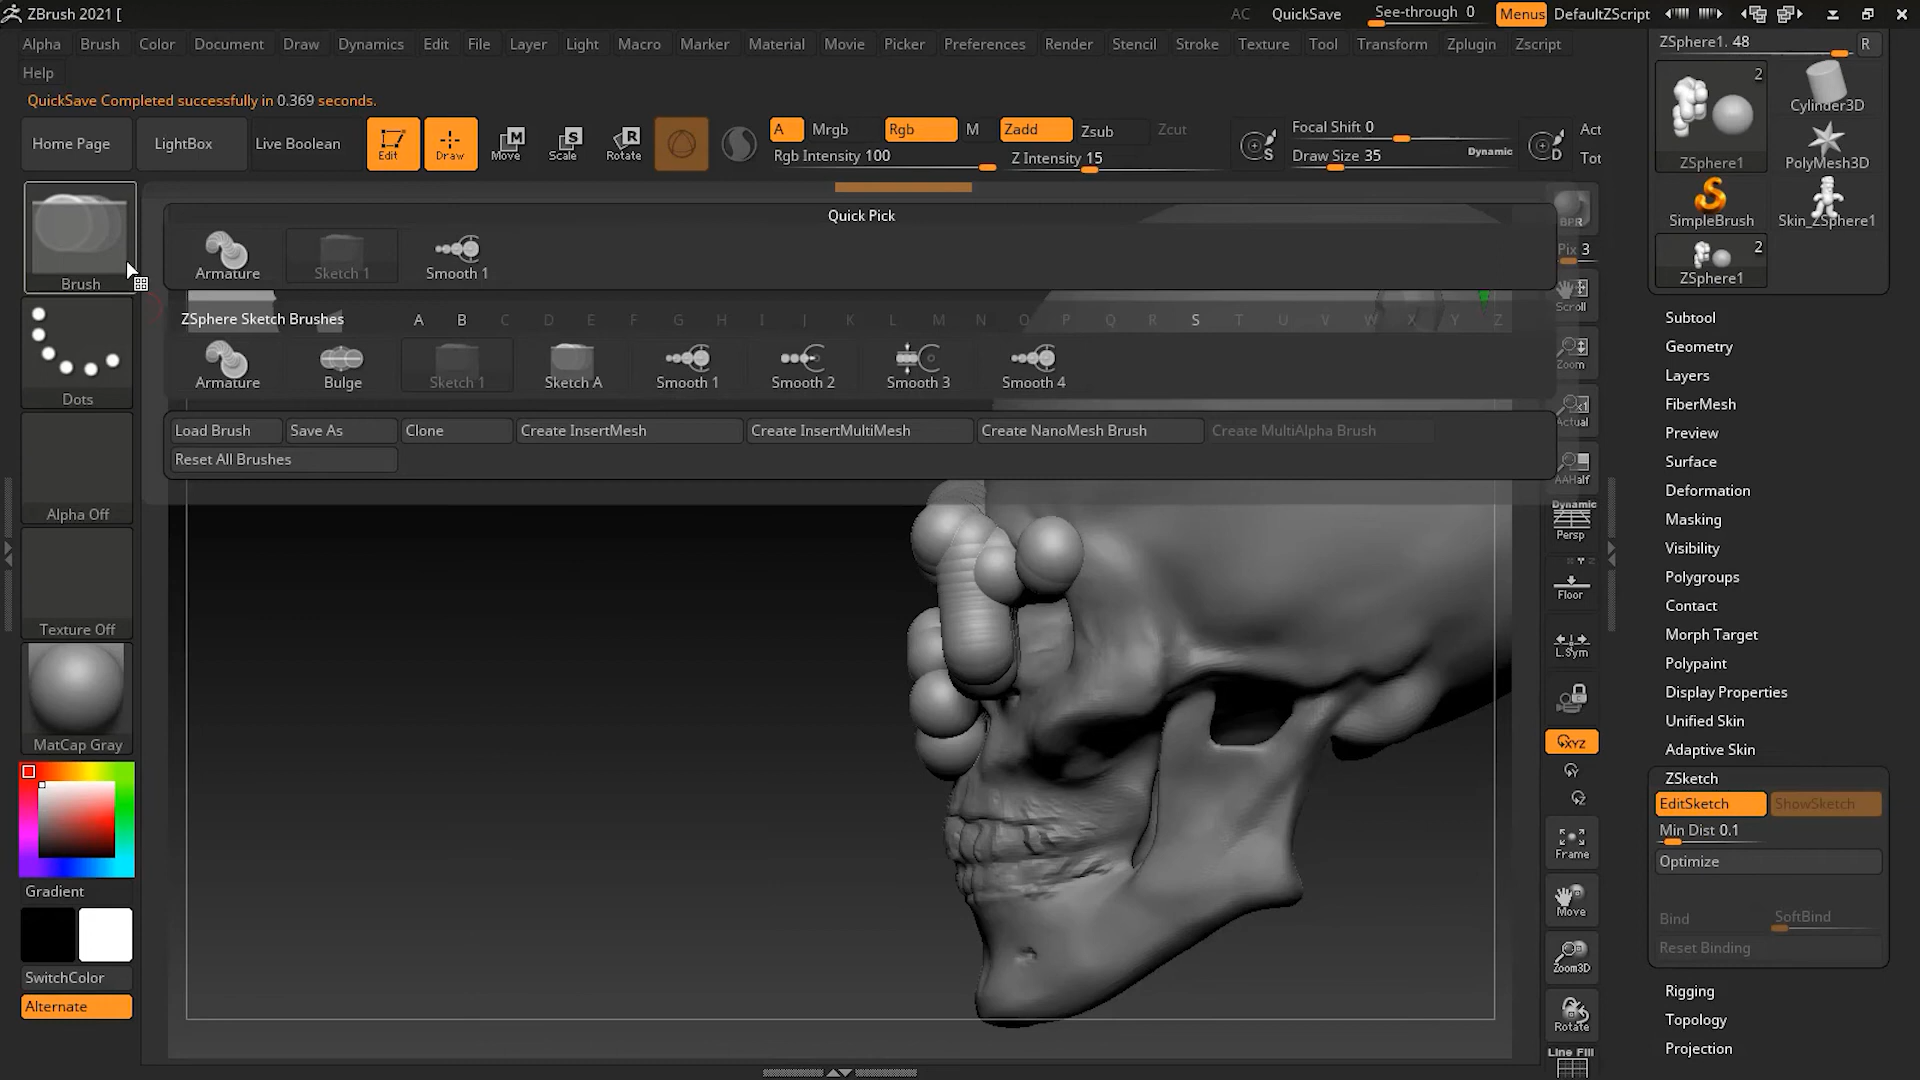 ZBrush 2021 [
AC QuickSave See-through 0 Menus DefaultZScript
Alpha Brush Color Document Draw Dynamics Edit File Layer Light Macro Marker Material Movie Picker Preferences Render Stencil Stroke Texture Tool Transform Zplugin Zscript
Help
QuickSave Completed successfully in 0.369 seconds.
Home Page LightBox Live Boolean Edit Draw Move Scale Rotate
A Mrgb Rgb M Zadd Zsub Zcut
Rgb Intensity 100 Z Intensity 15
S Focal Shift 0
Draw Size 35 Dynamic D
Act
Tot
Brush
Dots
Alpha Off
Texture Off
MatCap Gray
Gradient
SwitchColor
Alternate
Quick Pick
Armature Sketch 1 Smooth 1
ZSphere Sketch Brushes A B C D E F G H I J K L M N O P Q R S T U V W X Y Z
Armature Bulge Sketch 1 Sketch A Smooth 1 Smooth 2 Smooth 3 Smooth 4
Load Brush Save As Clone Create InsertMesh Create InsertMultiMesh Create NanoMesh Brush Create MultiAlpha Brush
Reset All Brushes
BPR
Pix 3
Scroll
Zoom
Actual
AAHalf
Dynamic
Persp
Floor
L.Sym
XYZ
Y
Z
Frame
Move
Zoom3D
Rotate
Line Fill
ZSphere1. 48 R
2
ZSphere1
Cylinder3D
PolyMesh3D
SimpleBrush
Skin_ZSphere1
2
ZSphere1
Subtool
Geometry
Layers
FiberMesh
Preview
Surface
Deformation
Masking
Visibility
Polygroups
Contact
Morph Target
Polypaint
Display Properties
Unified Skin
Adaptive Skin
ZSketch
EditSketch ShowSketch
Min Dist 0.1
Optimize
Bind SoftBind
Reset Binding
Rigging
Topology
Projection